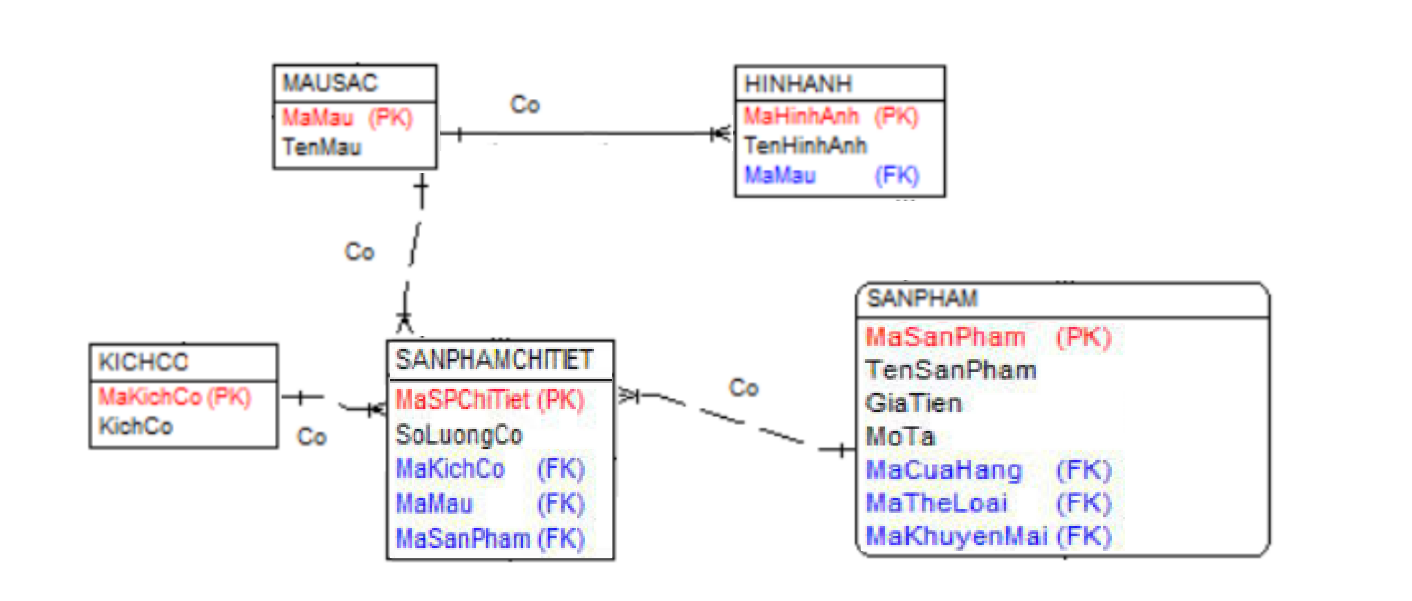 MAUSAC
MaMau (PK)
TenMau
Co
HINHANH
MaHinhAnh (PK)
TenHinhAnh
MaMau (FK)
Co
KICHCO
MaKichCo (PK)
KichCo
Co
SANPHAMCHITIET
MaSPChiTiet (PK)
SoLuongCo
MaKichCo (FK)
MaMau (FK)
MaSanPham (FK)
Co
SANPHAM
MaSanPham (PK)
TenSanPham
GiaTien
MoTa
MaCuaHang (FK)
MaTheLoai (FK)
MaKhuyenMai (FK)